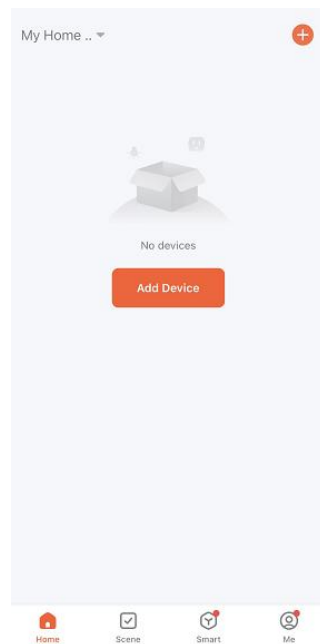 My Home ..
No devices
Add Device
Home
Scene
Smart
Me